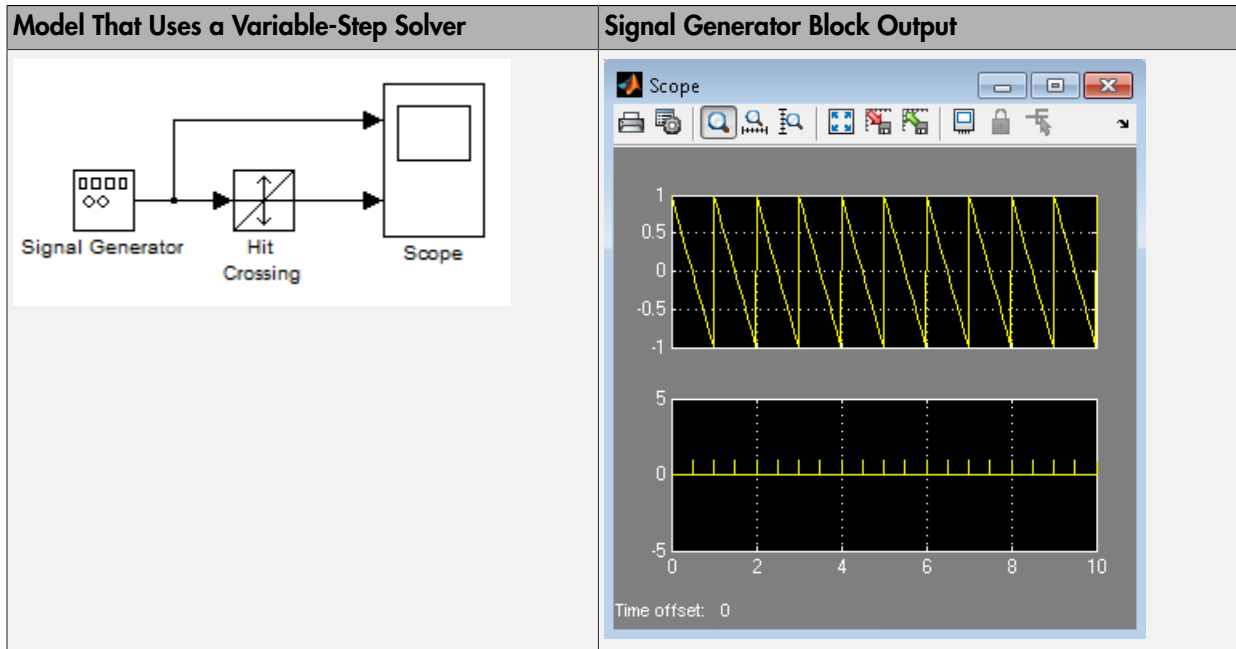 Model That Uses a Variable-Step Solver
Signal Generator Block Output
Signal Generator
Hit
Crossing
Scope
Scope
1
0.5
0
-0.5
-1
5
0
-5
0 2 4 6 8 10
Time offset: 0